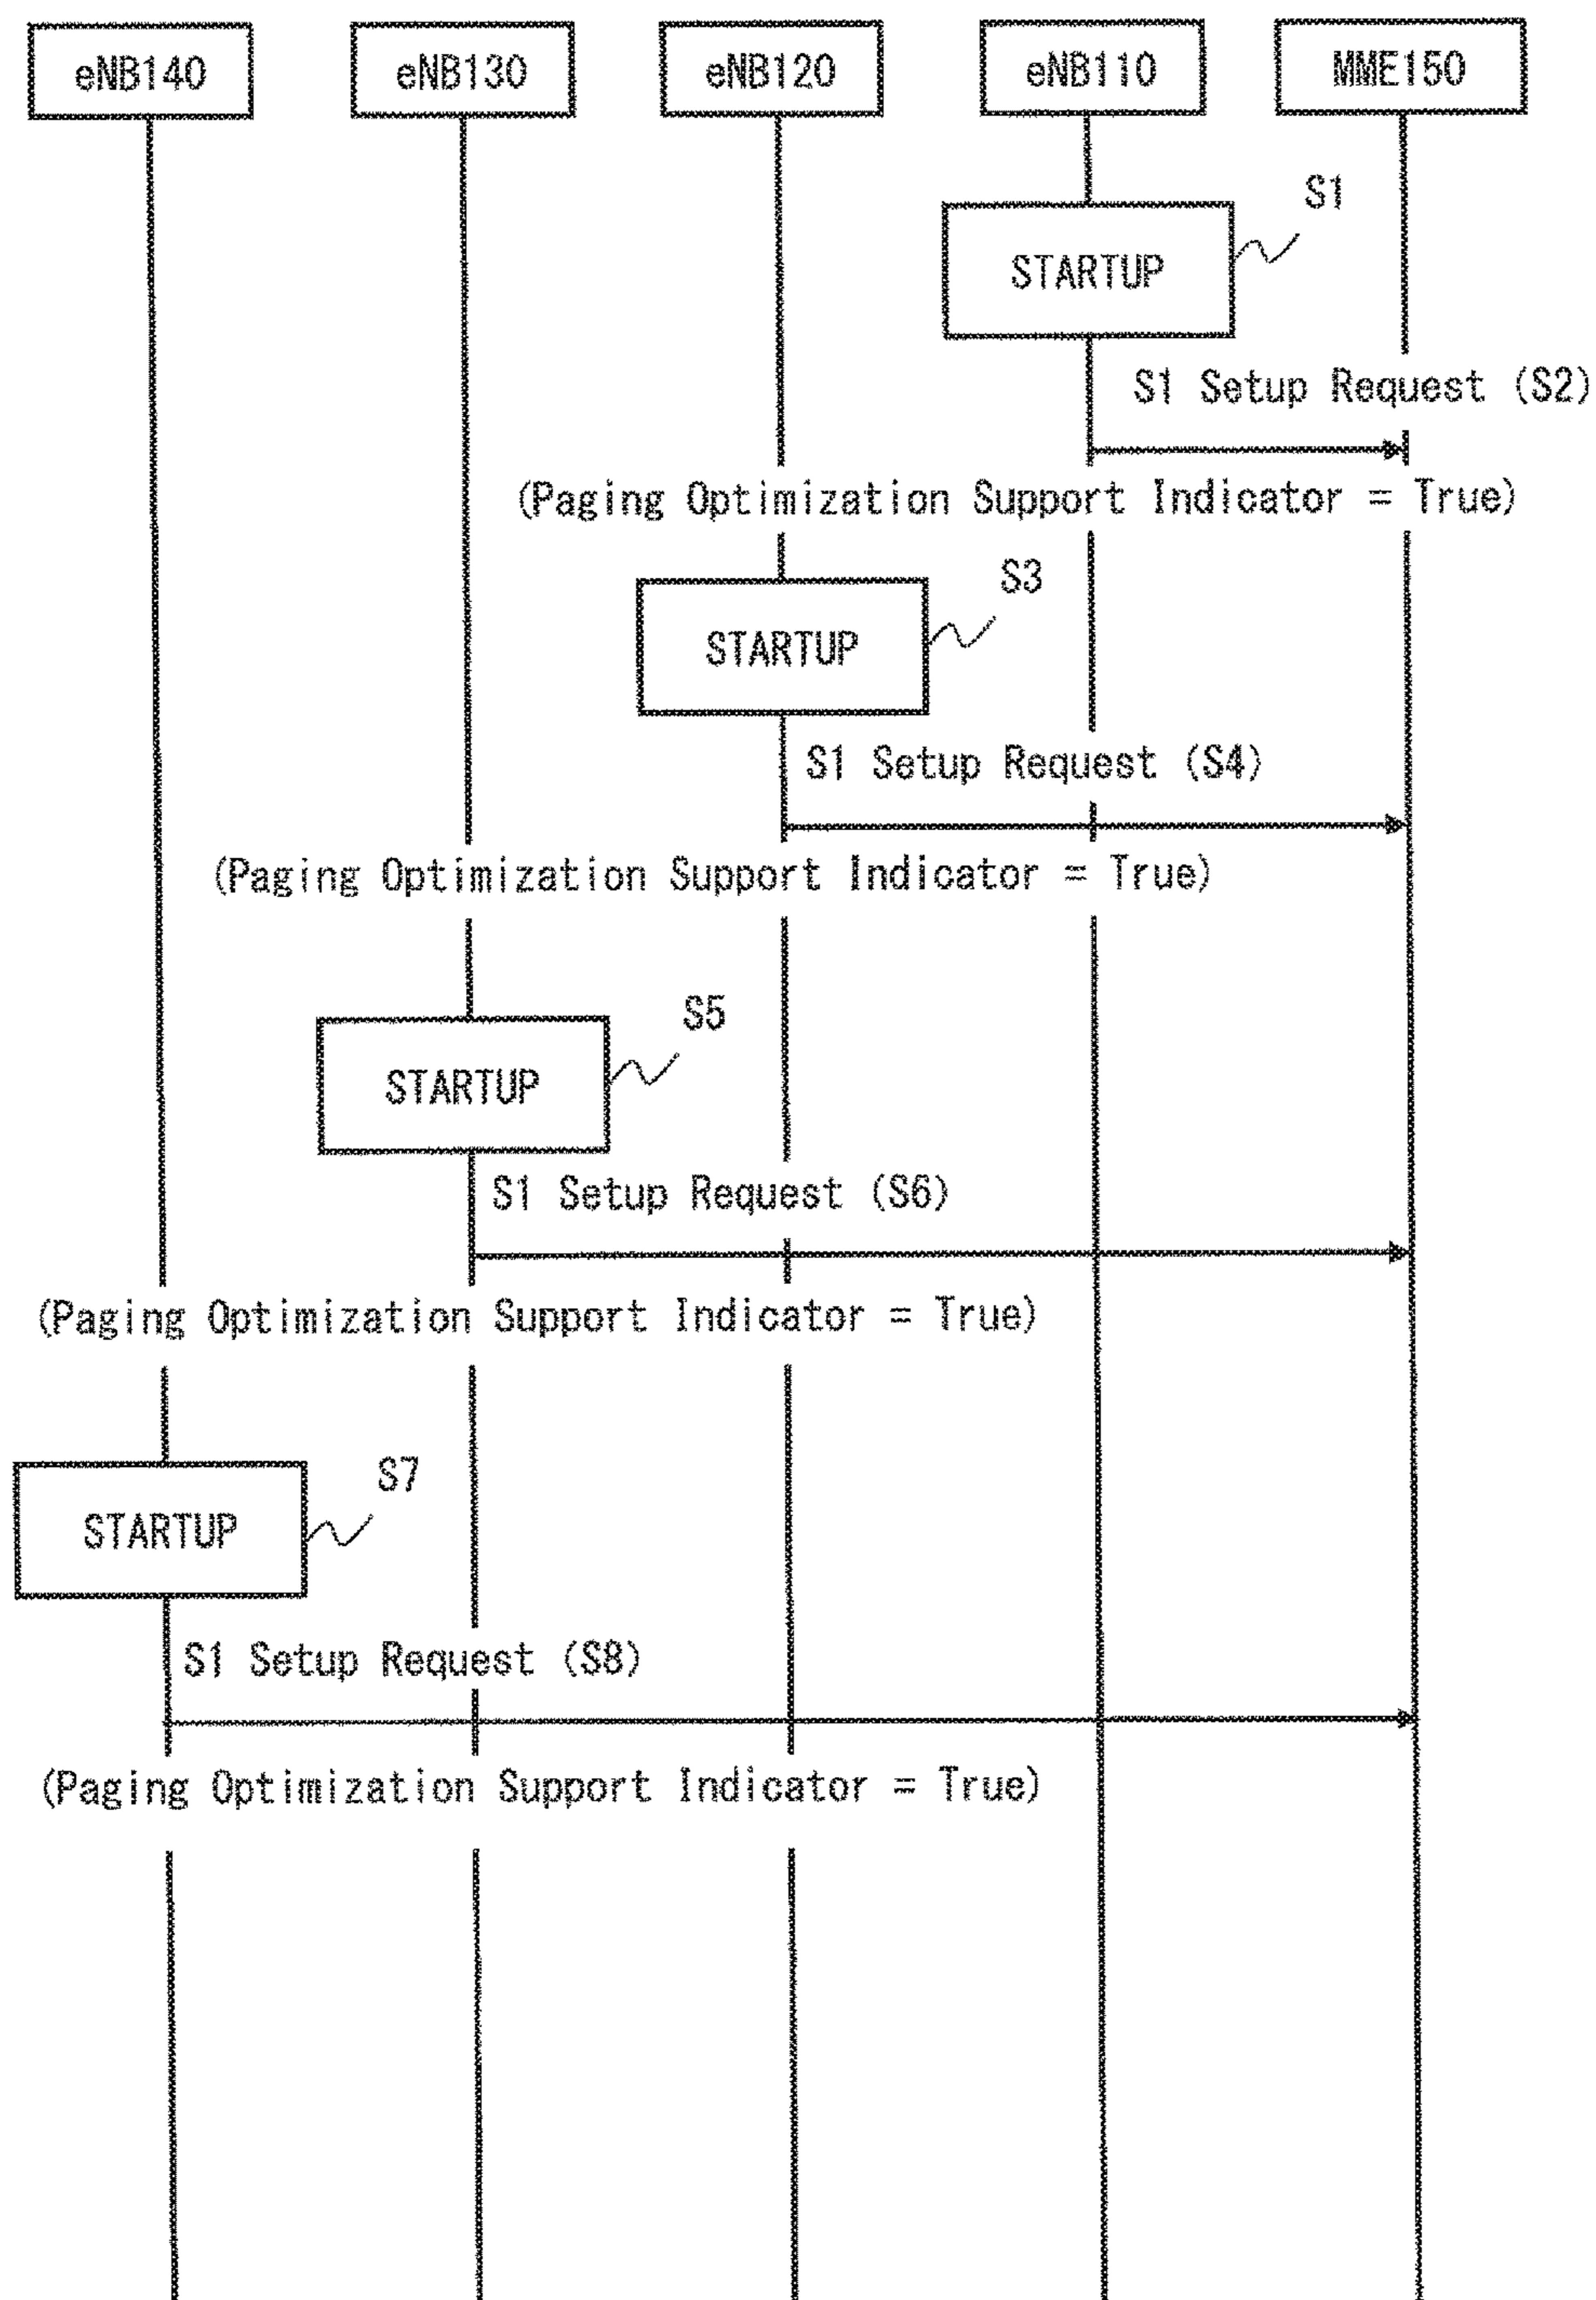 eNB140
eNB130
eNB120
eNB110
MME150
S1
STARTUP
S1 Setup Request (S2)
(Paging Optimization Support Indicator = True)
S3
STARTUP
S1 Setup Request (S4)
(Paging Optimization Support Indicator = True)
S5
STARTUP
S1 Setup Request (S6)
(Paging Optimization Support Indicator = True)
S7
STARTUP
S1 Setup Request (S8)
(Paging Optimization Support Indicator = True)